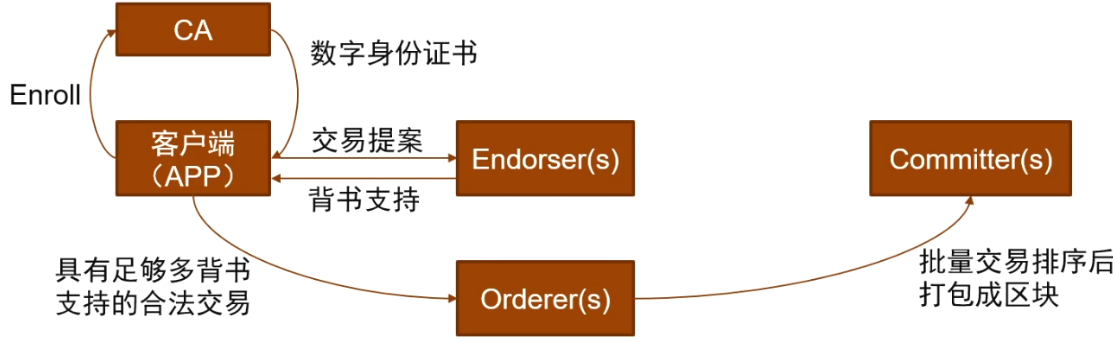 CA
数字身份证书
Enroll
客户端
（APP）
交易提案
Endorser(s)
Committer(s)
背书支持
具有足够多背书
支持的合法交易
Orderer(s)
批量交易排序后
打包成区块